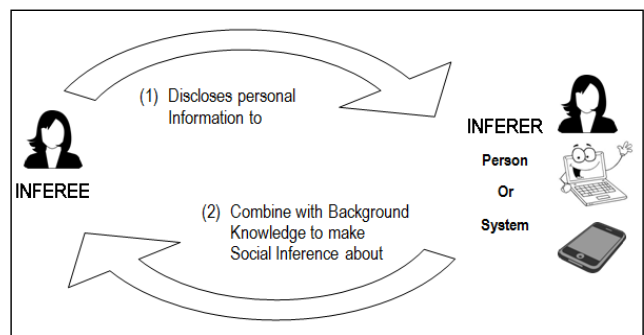 (1) Discloses personal
Information to
INFEREE
INFERER
Person
Or
System
(2) Combine with Background
Knowledge to make
Social Inference about